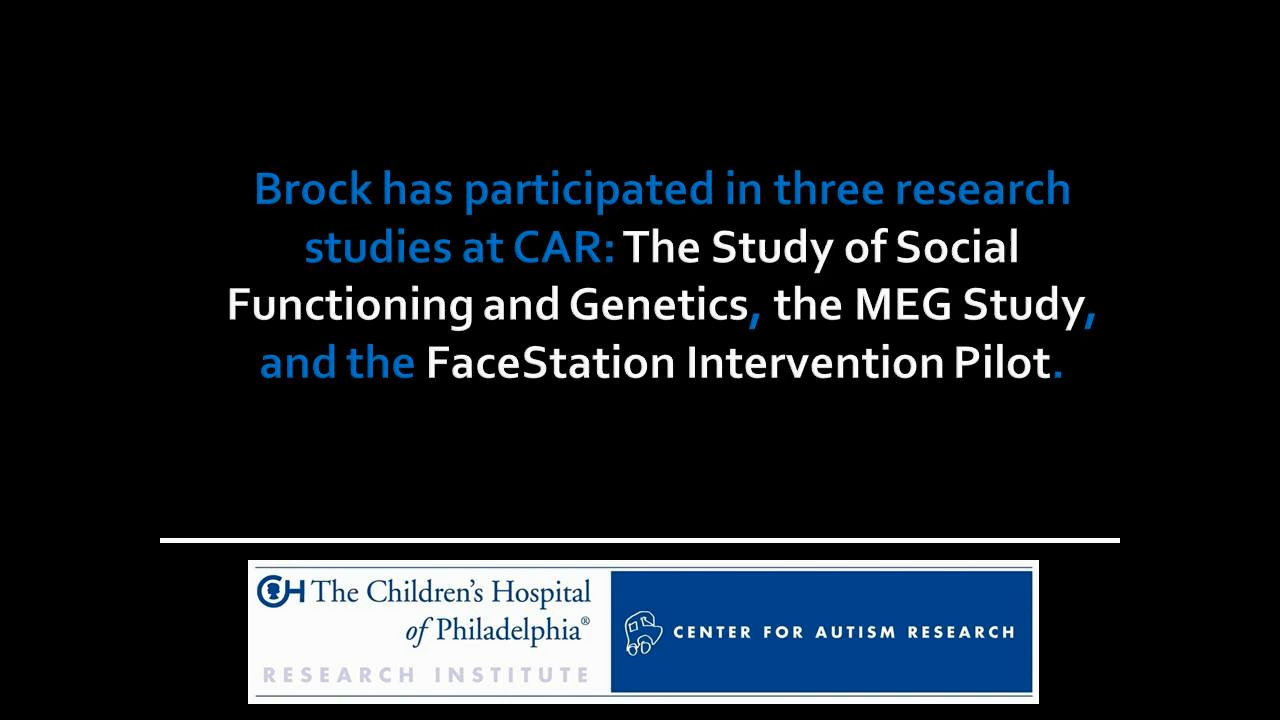 Brock has participated in three research
studies at CAR: The Study of Social
Functioning and Genetics, the MEG Study,
and the FaceStation Intervention Pilot.
CH The Children's Hospital
of Philadelphia®
RESEARCH INSTITUTE
CENTER FOR AUTISM RESEARCH